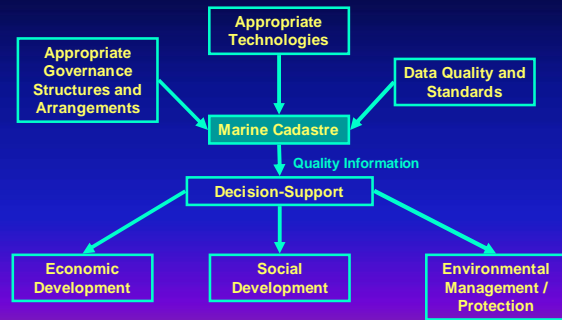 Appropriate
Technologies
Appropriate
Governance
Structures and
Arrangements
Data Quality and
Standards
Marine Cadastre
Quality Information
Decision-Support
Economic
Development
Social
Development
Environmental
Management /
Protection